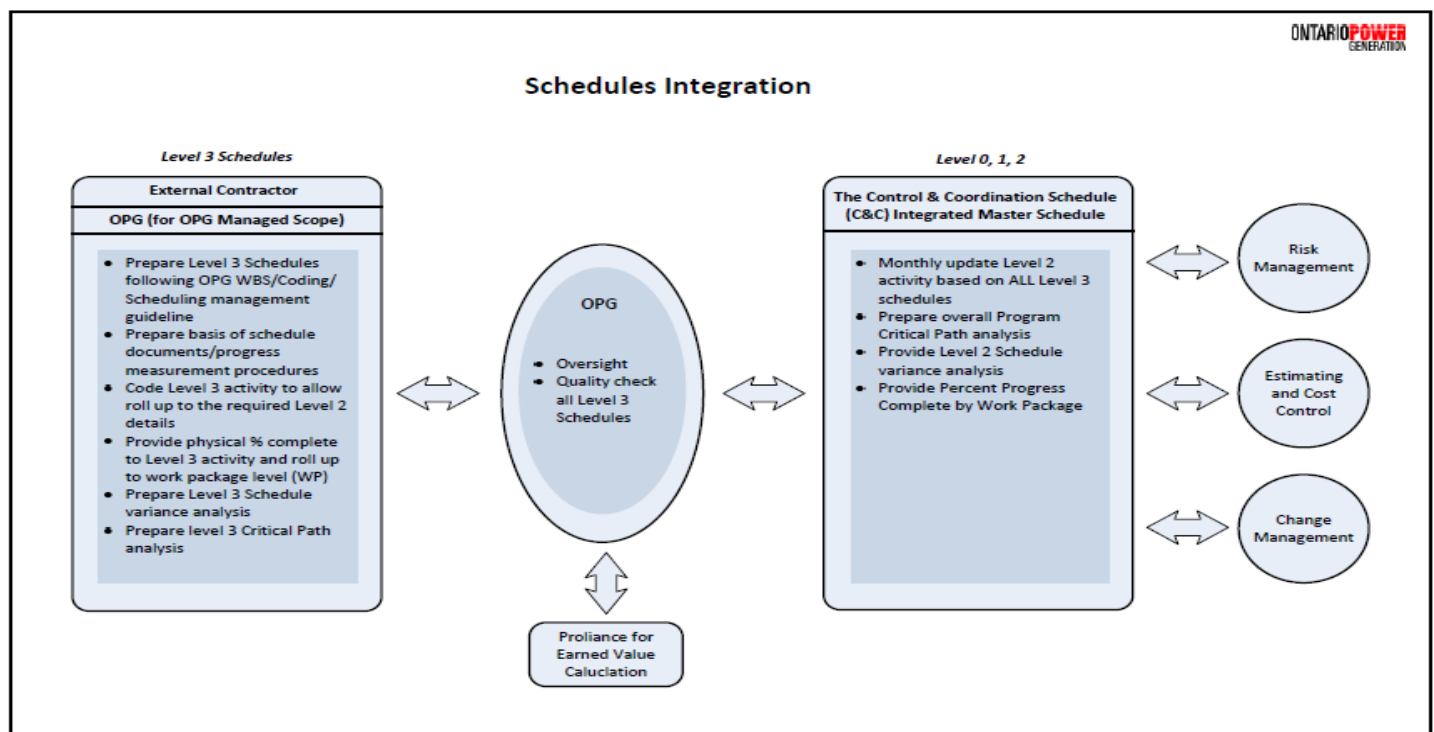 ONTARIOPOWER
GENERATION
Schedules Integration
Level 3 Schedules
External Contractor
OPG (for OPG Managed Scope)
• Prepare Level 3 Schedules
following OPG WBS/Coding/
Scheduling management
guideline
• Prepare basis of schedule
documents/progress
measurement procedures
• Code Level 3 activity to allow
roll up to the required Level 2
details
• Provide physical % complete
to Level 3 activity and roll up
to work package level (WP)
• Prepare Level 3 Schedule
variance analysis
• Prepare level 3 Critical Path
analysis
OPG
• Oversight
• Quality check
all Level 3
Schedules
Proliance for
Earned Value
Caluclation
Level 0, 1, 2
The Control & Coordination Schedule
(C&C) Integrated Master Schedule
• Monthly update Level 2
activity based on ALL Level 3
schedules
• Prepare overall Program
Critical Path analysis
• Provide Level 2 Schedule
variance analysis
• Provide Percent Progress
Complete by Work Package
Risk
Management
Estimating
and Cost
Control
Change
Management